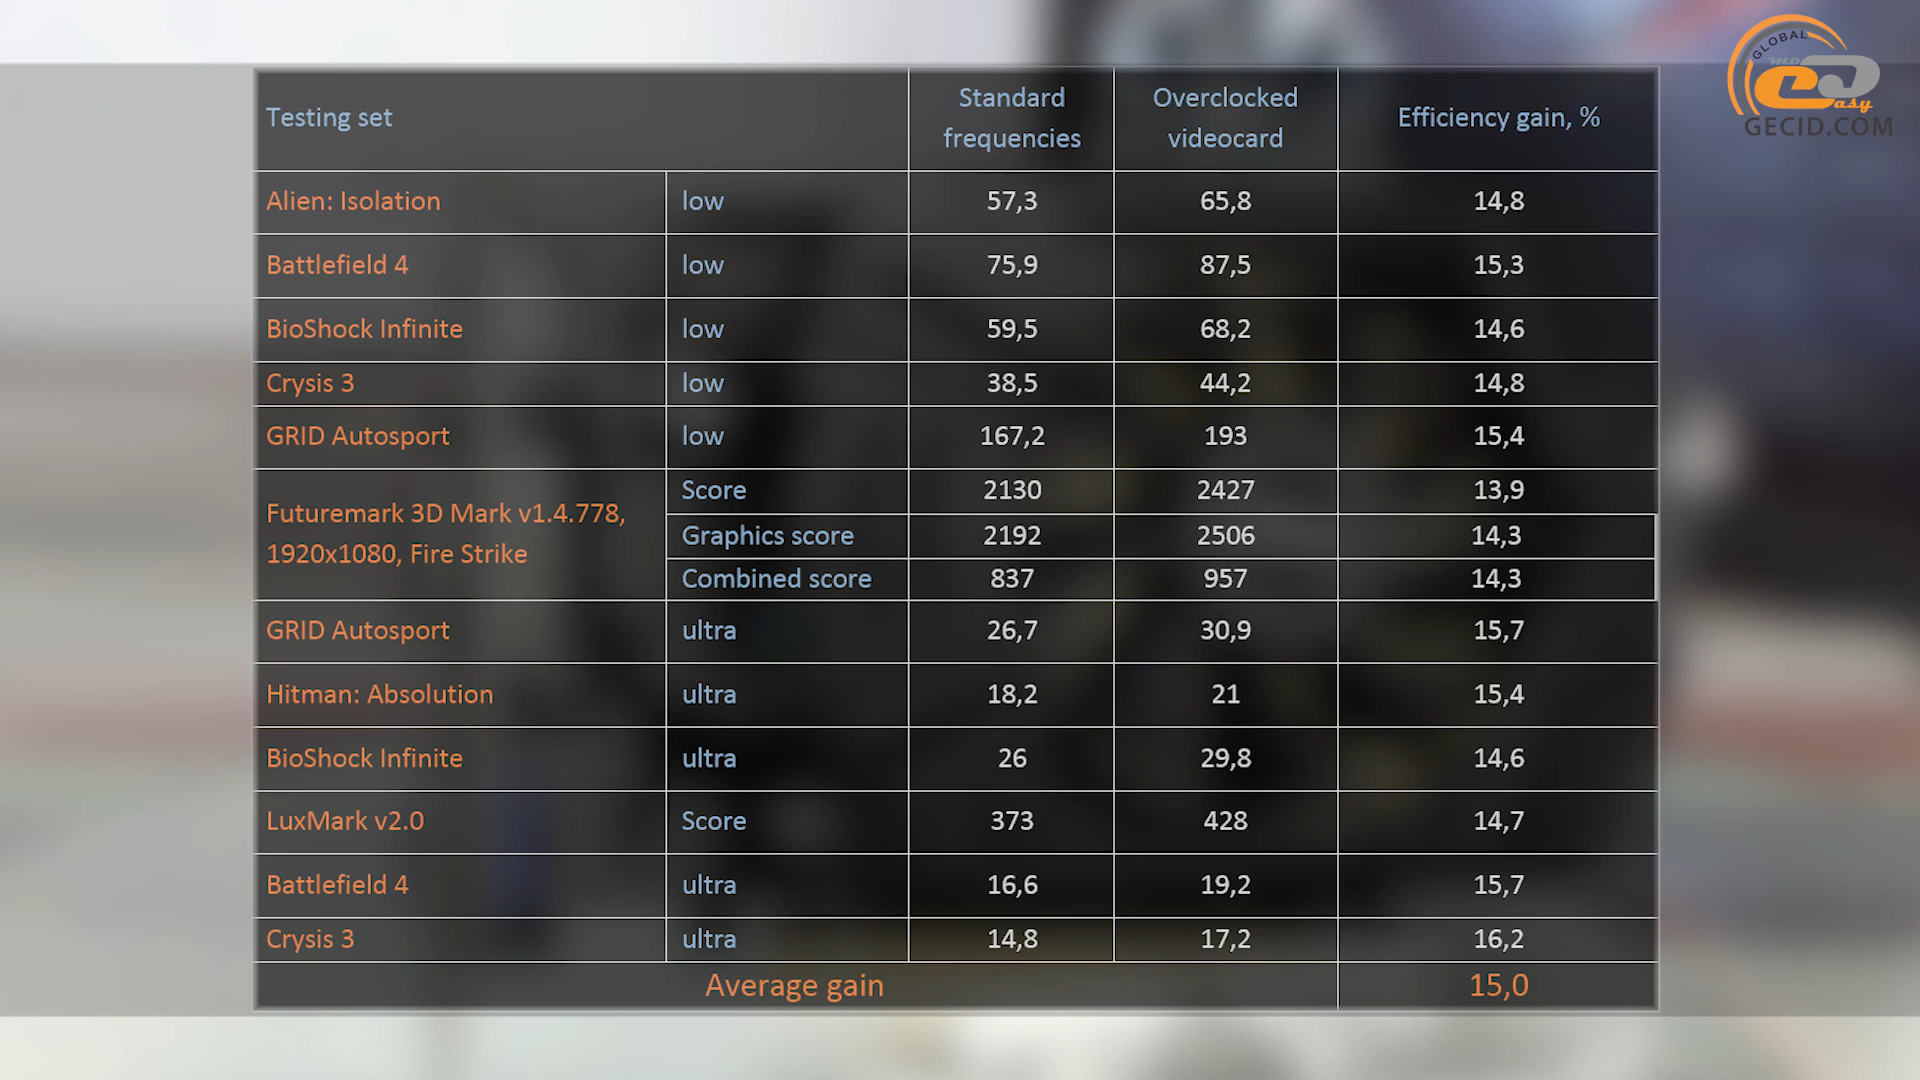 GLOBAL
easy
GECID.COM
Testing set Standard frequencies Overclocked videocard Efficiency gain, %
Alien: Isolation low 57,3 65,8 14,8
Battlefield 4 low 75,9 87,5 15,3
BioShock Infinite low 59,5 68,2 14,6
Crysis 3 low 38,5 44,2 14,8
GRID Autosport low 167,2 193 15,4
Futuremark 3D Mark v1.4.778,
1920x1080, Fire Strike
Score 2130 2427 13,9
Graphics score 2192 2506 14,3
Combined score 837 957 14,3
GRID Autosport ultra 26,7 30,9 15,7
Hitman: Absolution ultra 18,2 21 15,4
BioShock Infinite ultra 26 29,8 14,6
LuxMark v2.0 Score 373 428 14,7
Battlefield 4 ultra 16,6 19,2 15,7
Crysis 3 ultra 14,8 17,2 16,2
Average gain 15,0